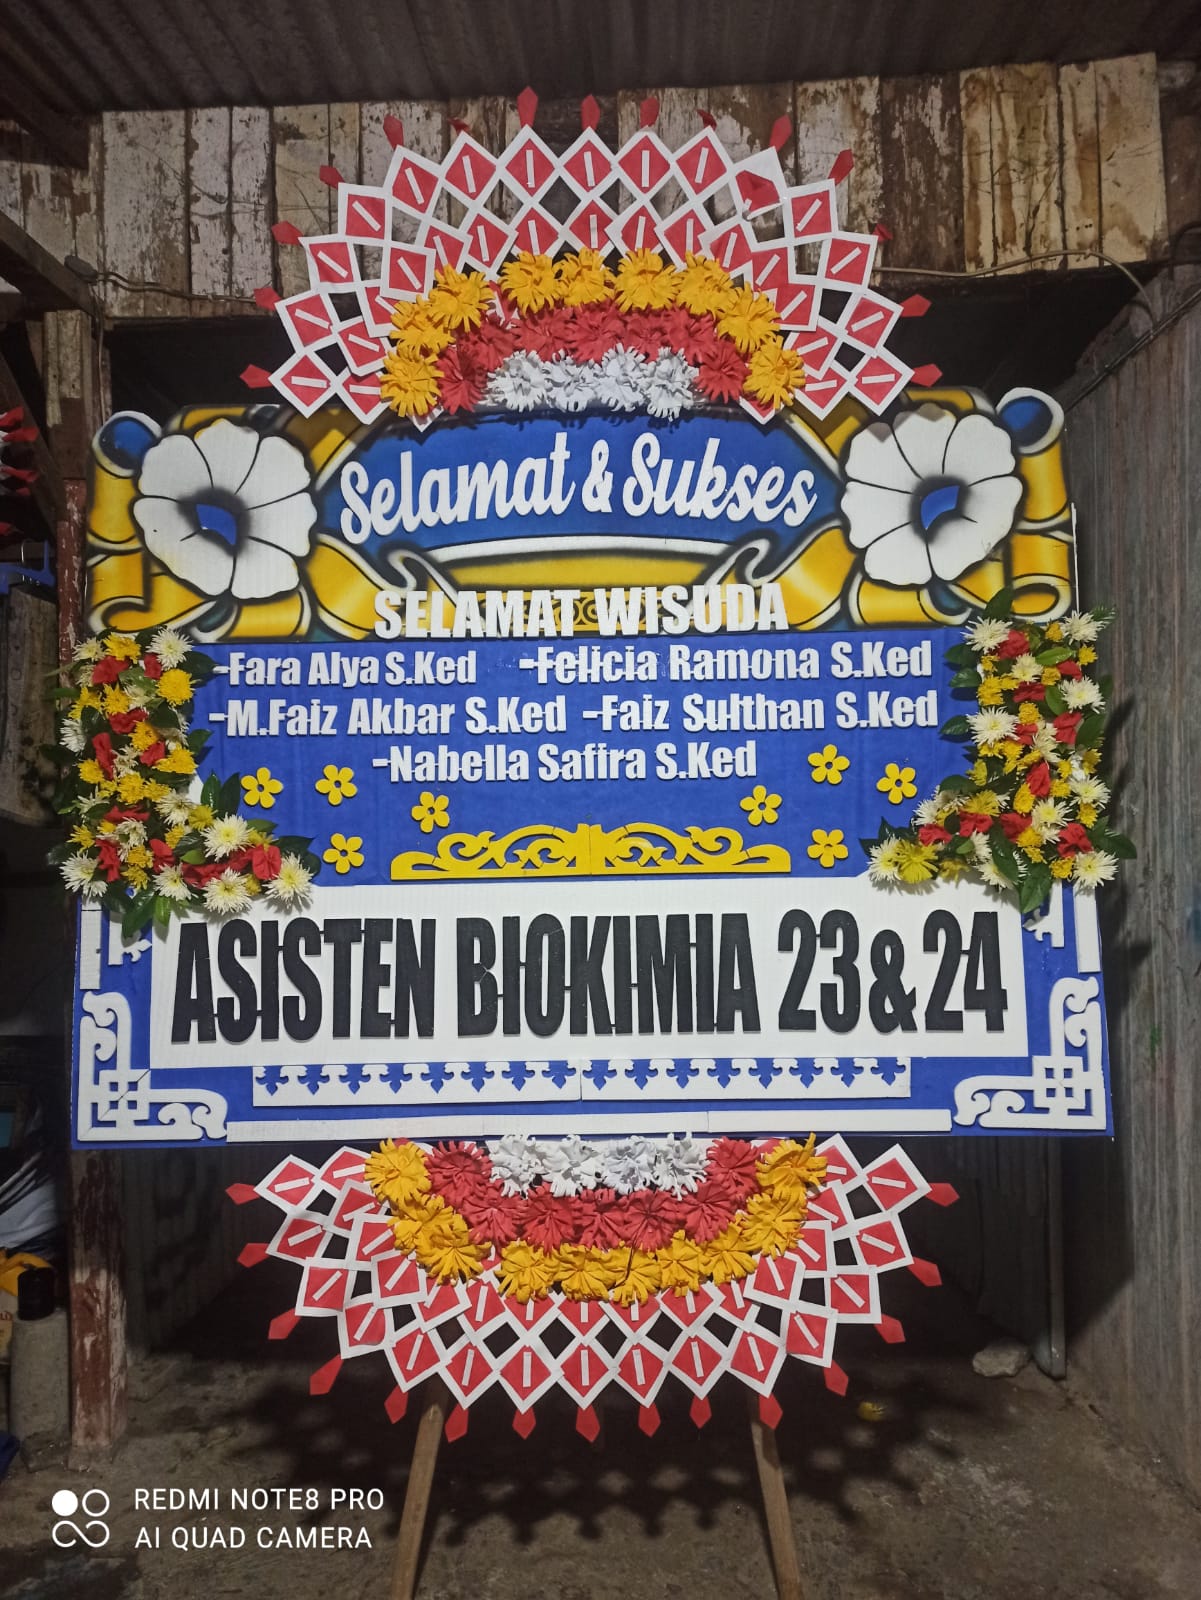 Selamat & Sukses
SELAMAT WISUDA
-Fara Alya S.Ked -Felicia Ramona S.Ked
-M.Faiz Akbar S.Ked -Faiz Sulthan S.Ked
-Nabella Safira S.Ked
ASISTEN BIOKIMIA 23 & 24
REDMI NOTE8 PRO
AI QUAD CAMERA